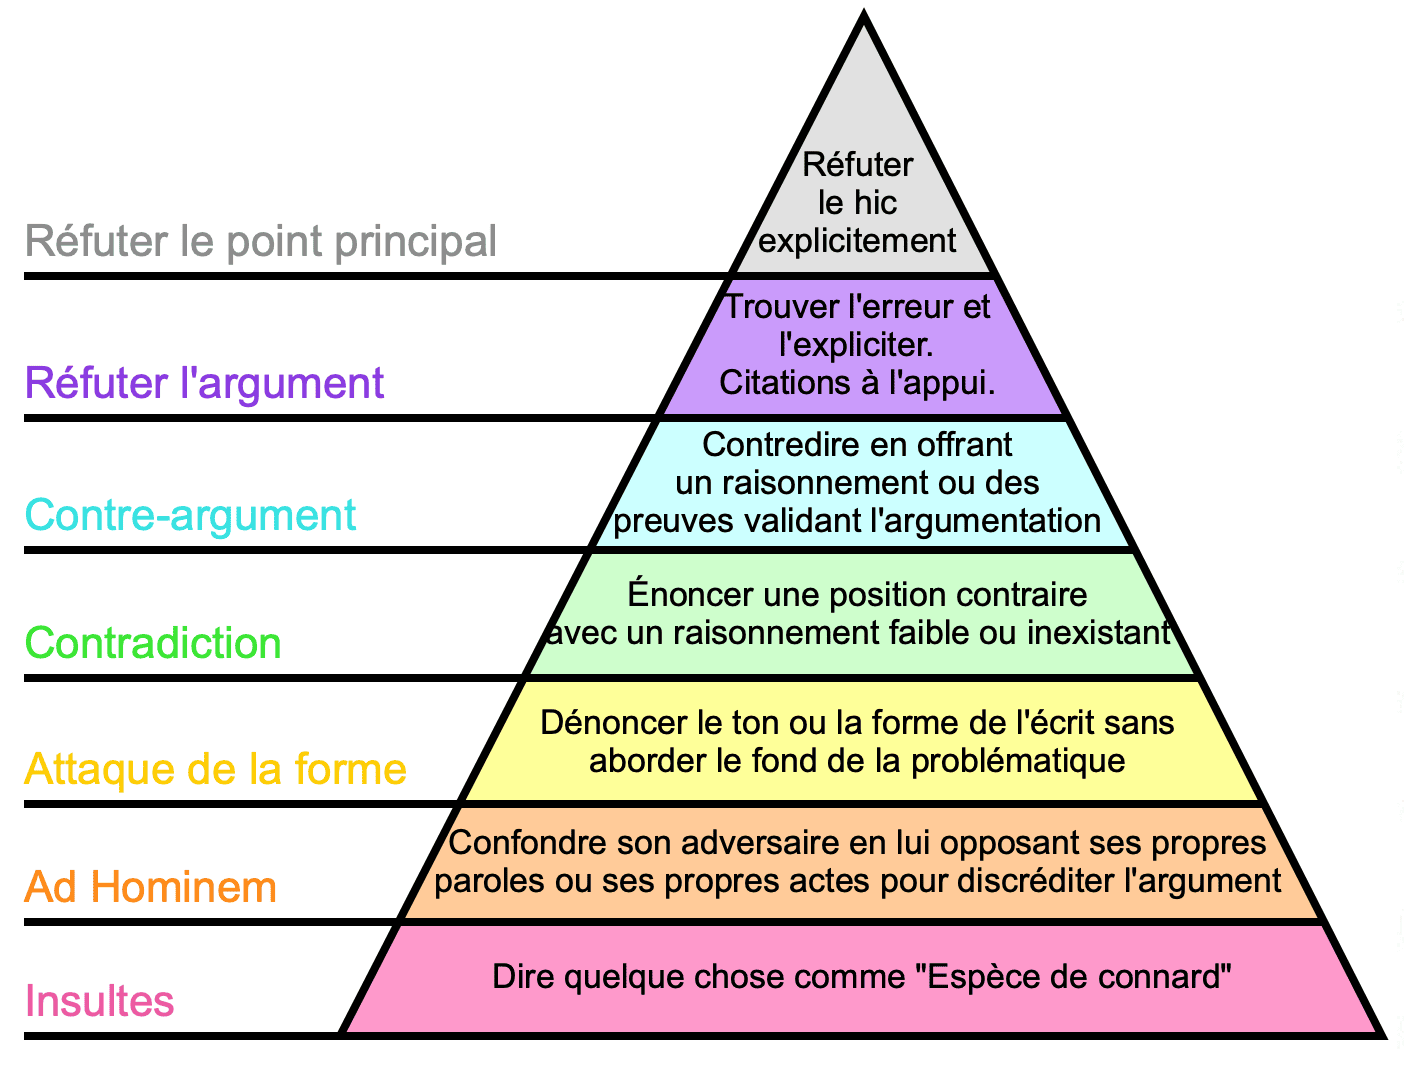 Réfuter
le hic
explicitement
Réfuter le point principal
Trouver l'erreur et
l'expliciter.
Citations à l'appui.
Réfuter l'argument
Contredire en offrant
un raisonnement ou des
preuves validant l'argumentation
Contre-argument
Énoncer une position contraire
avec un raisonnement faible ou inexistant
Contradiction
Dénoncer le ton ou la forme de l'écrit sans
aborder le fond de la problématique
Attaque de la forme
Confondre son adversaire en lui opposant ses propres
paroles ou ses propres actes pour discréditer l'argument
Ad Hominem
Dire quelque chose comme "Espèce de connard"
Insultes